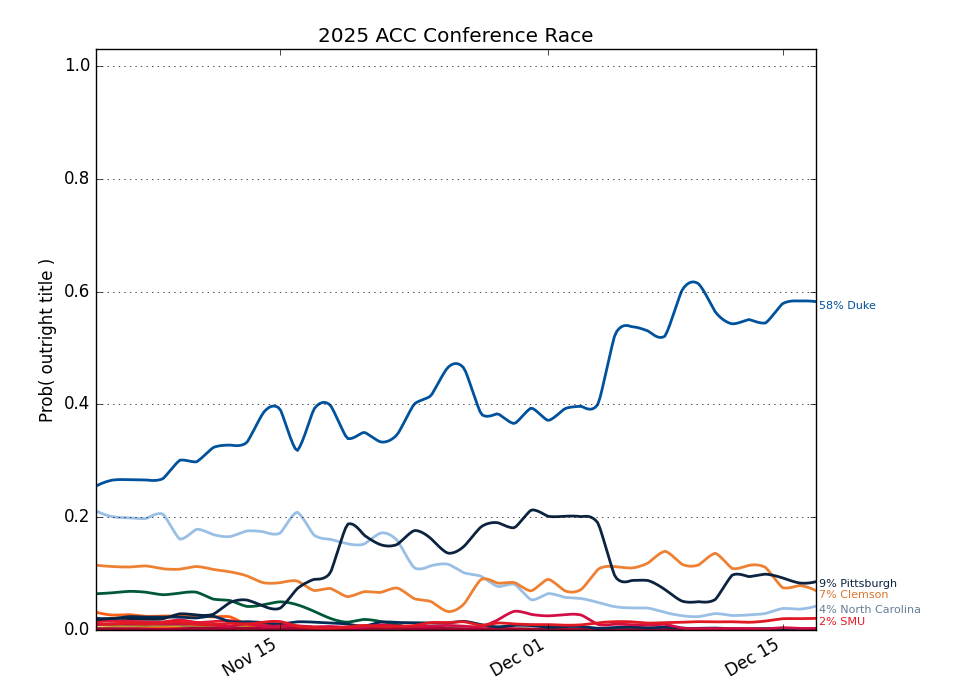 2025 ACC Conference Race
Prob( outright title )
1.0
0.8
0.6
0.4
0.2
0.0
Nov 15
Dec 01
Dec 15
58% Duke
9% Pittsburgh
7% Clemson
4% North Carolina
2% SMU